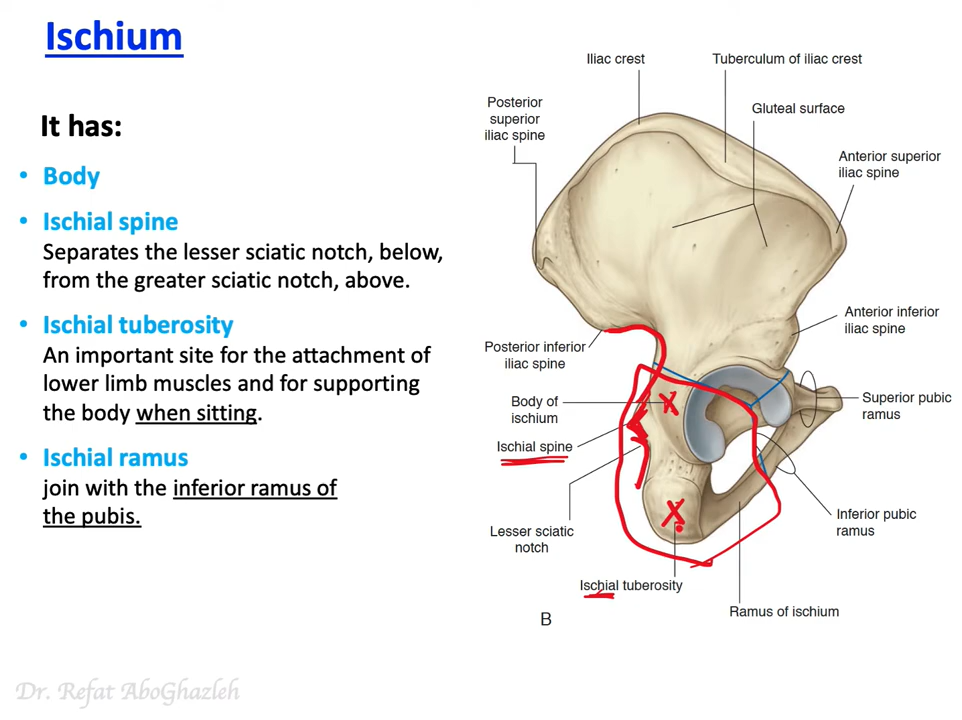 Ischium
It has:
• Body
• Ischial spine
Separates the lesser sciatic notch, below,
from the greater sciatic notch, above.
• Ischial tuberosity
An important site for the attachment of
lower limb muscles and for supporting
the body when sitting.
• Ischial ramus
join with the inferior ramus of
the pubis.
Iliac crest
Tuberculum of iliac crest
Posterior
superior
iliac spine
Gluteal surface
Anterior superior
iliac spine
Anterior inferior
iliac spine
Posterior inferior
iliac spine
Body of
ischium
Superior pubic
ramus
Ischial spine
Lesser sciatic
notch
Inferior pubic
ramus
Ischial tuberosity
Ramus of ischium
B
Dr. Refat AboGhazleh